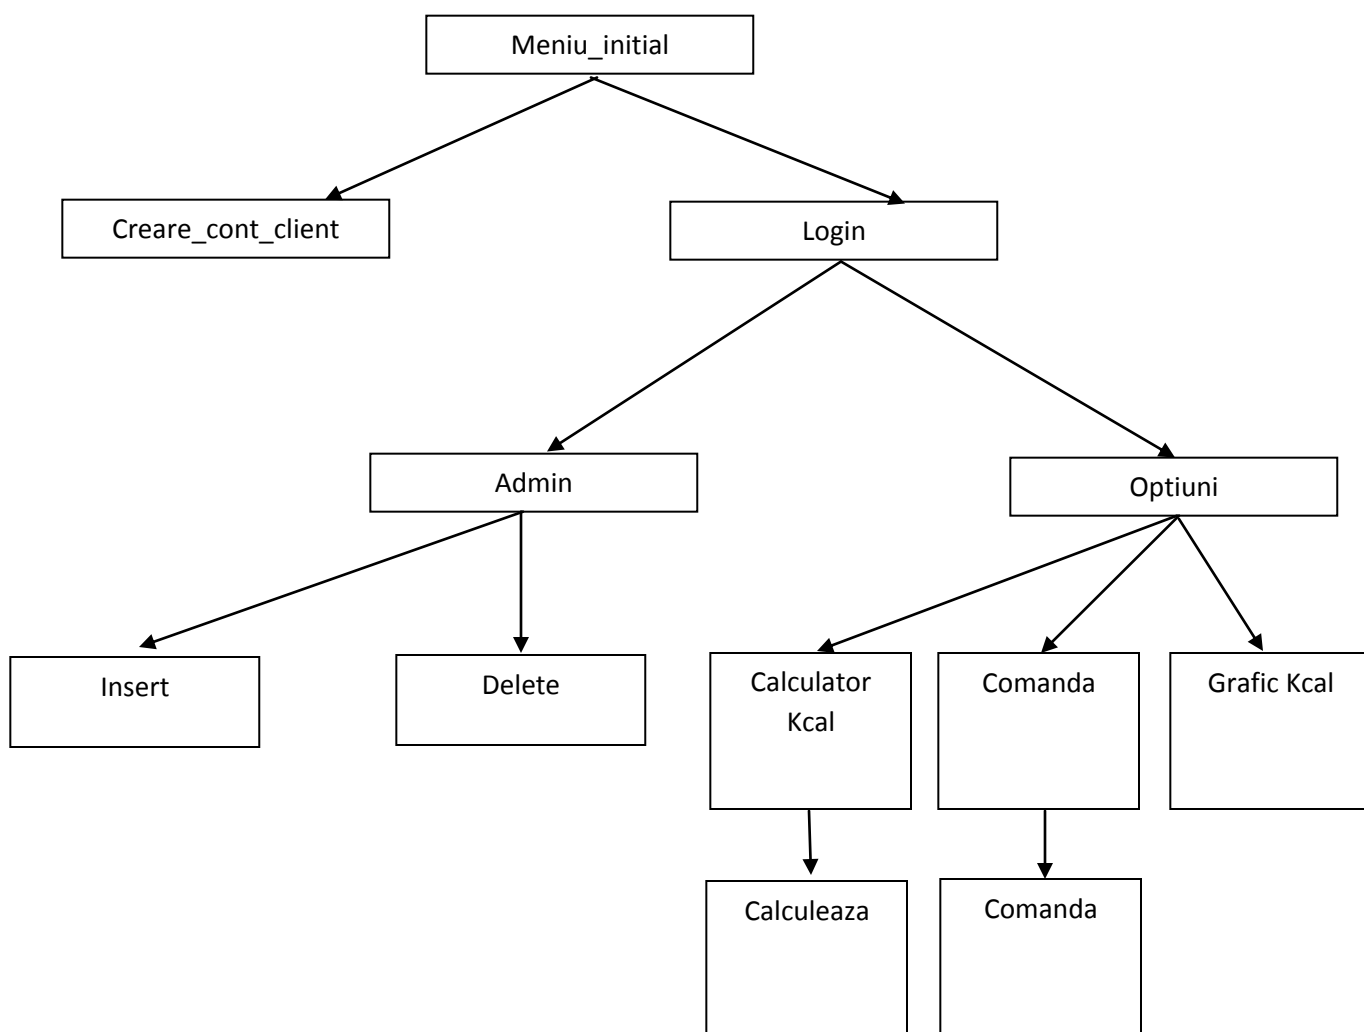 Meniu_initial
Creare_cont_client
Login
Admin
Optiuni
Insert
Delete
Calculator
Kcal
Comanda
Grafic Kcal
Calculeaza
Comanda